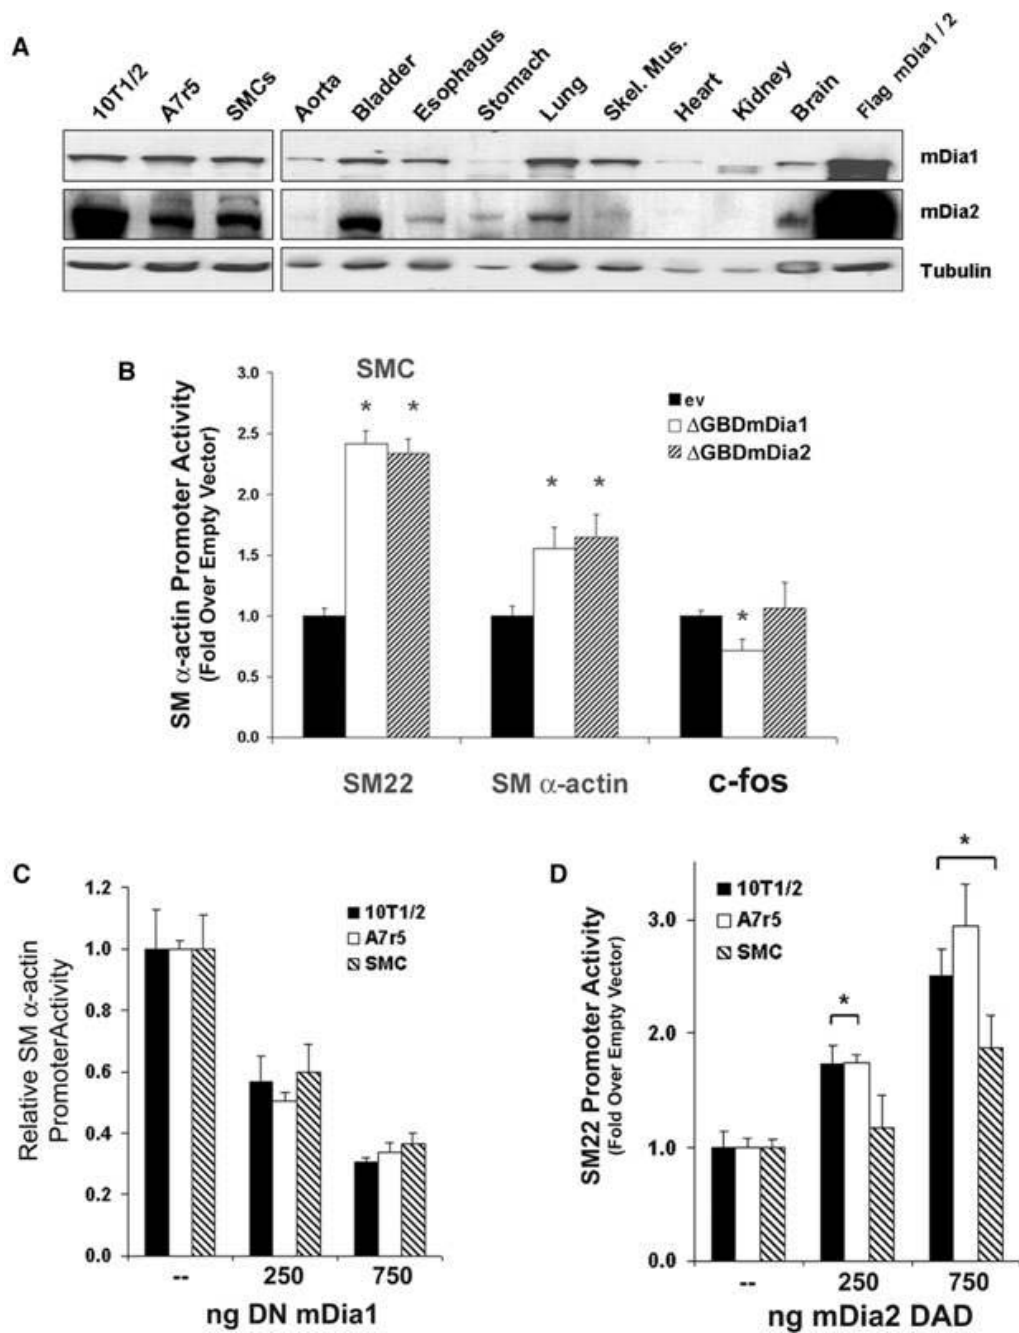 A
10T1/2
A7r5
SMCs
Aorta
Bladder
Esophagus
Stomach
Lung
Skel. Mus.
Heart
Kidney
Brain
Flag mDia1 / 2
mDia1
mDia2
Tubulin
B
SM α-actin Promoter Activity
(Fold Over Empty Vector)
3.0
2.5
2.0
1.5
1.0
0.5
0.0
SMC
* *
* *
*
ev
ΔGBDmDia1
ΔGBDmDia2
SM22
SM α-actin
c-fos
C
Relative SM α-actin
PromoterActivity
1.2
1.0
0.8
0.6
0.4
0.2
0.0
10T1/2
A7r5
SMC
-- 250 750
ng DN mDia1
D
SM22 Promoter Activity
(Fold Over Empty Vector)
3.0
2.0
1.0
0.0
10T1/2
A7r5
SMC
*
*
-- 250 750
ng mDia2 DAD